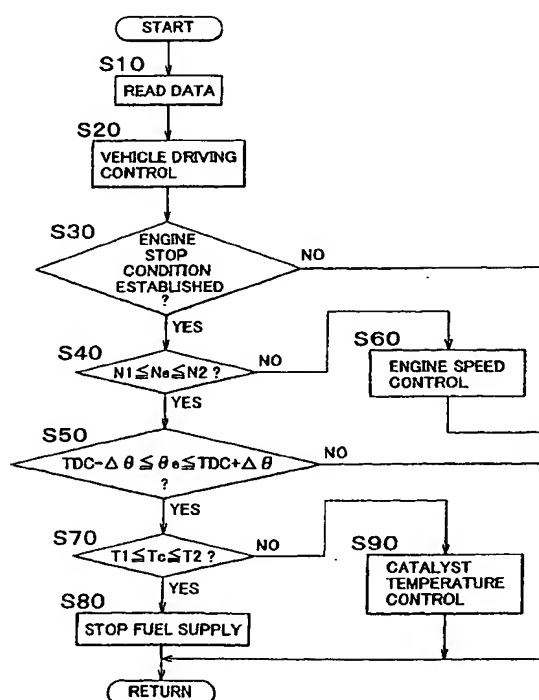 START
S10
READ DATA
S20
VEHICLE DRIVING
CONTROL
S30
ENGINE
STOP
CONDITION
ESTABLISHED
?
NO
YES
S40
N1≦Ne≦N2 ?
NO
YES
S60
ENGINE SPEED
CONTROL
S50
TDC−Δθ≦θe≦TDC+Δθ
?
NO
YES
S70
T1≦Tc≦T2 ?
NO
YES
S90
CATALYST
TEMPERATURE
CONTROL
S80
STOP FUEL SUPPLY
RETURN